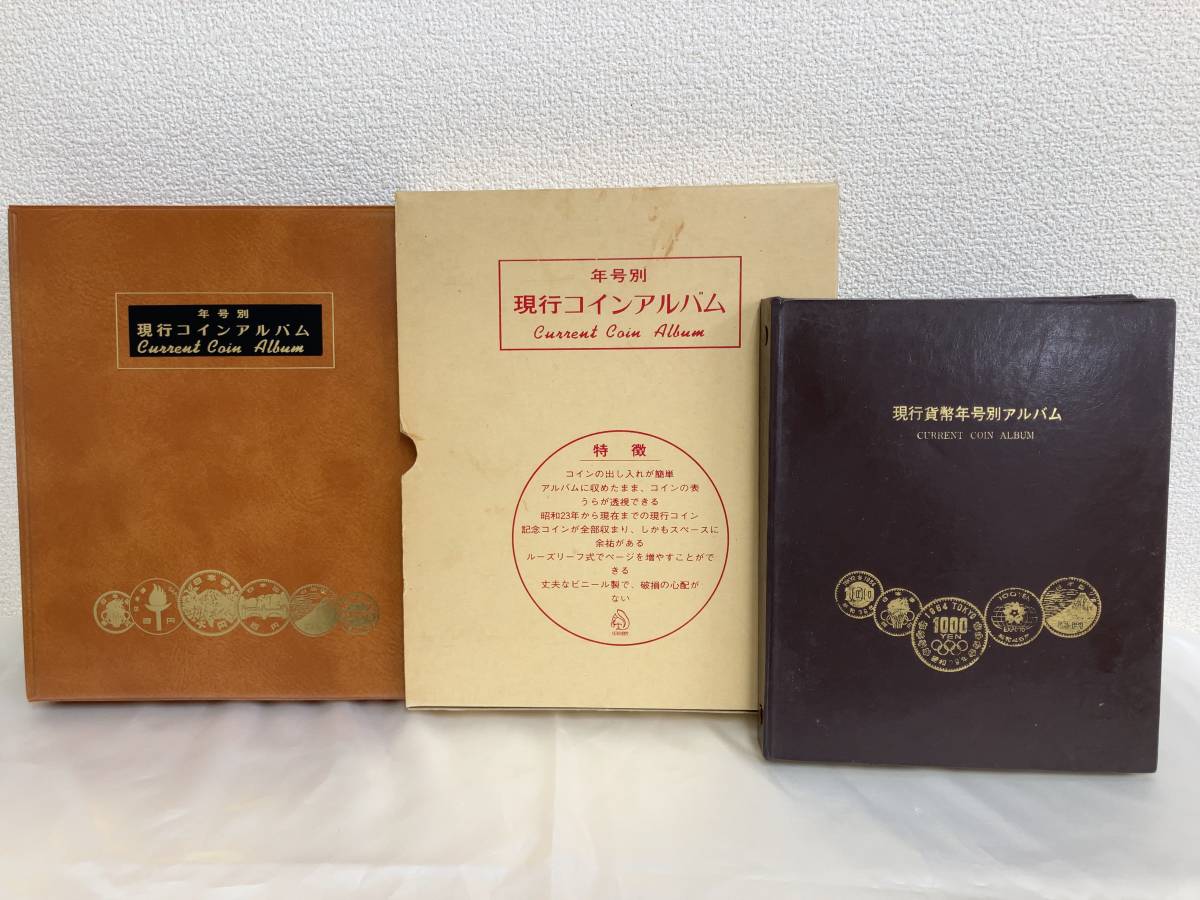 年号別
現行コインアルバム
Current Coin Album
年号別
現行コインアルバム
Current Coin Album
特徴
コインの出し入れが簡単
アルバムに収めたまま、コインの表
うらが透視できる
昭和23年から現在までの現行コイン
記念コインが全部収まり、しかもスペースに
余祐がある
ルーズリーフ式でページを増やすことがで
きる
丈夫なビニール製で、破損の心配が
ない
現行貨幣年号別アルバム
CURRENT COIN ALBUM
1964 TOKYO
1000
YEN